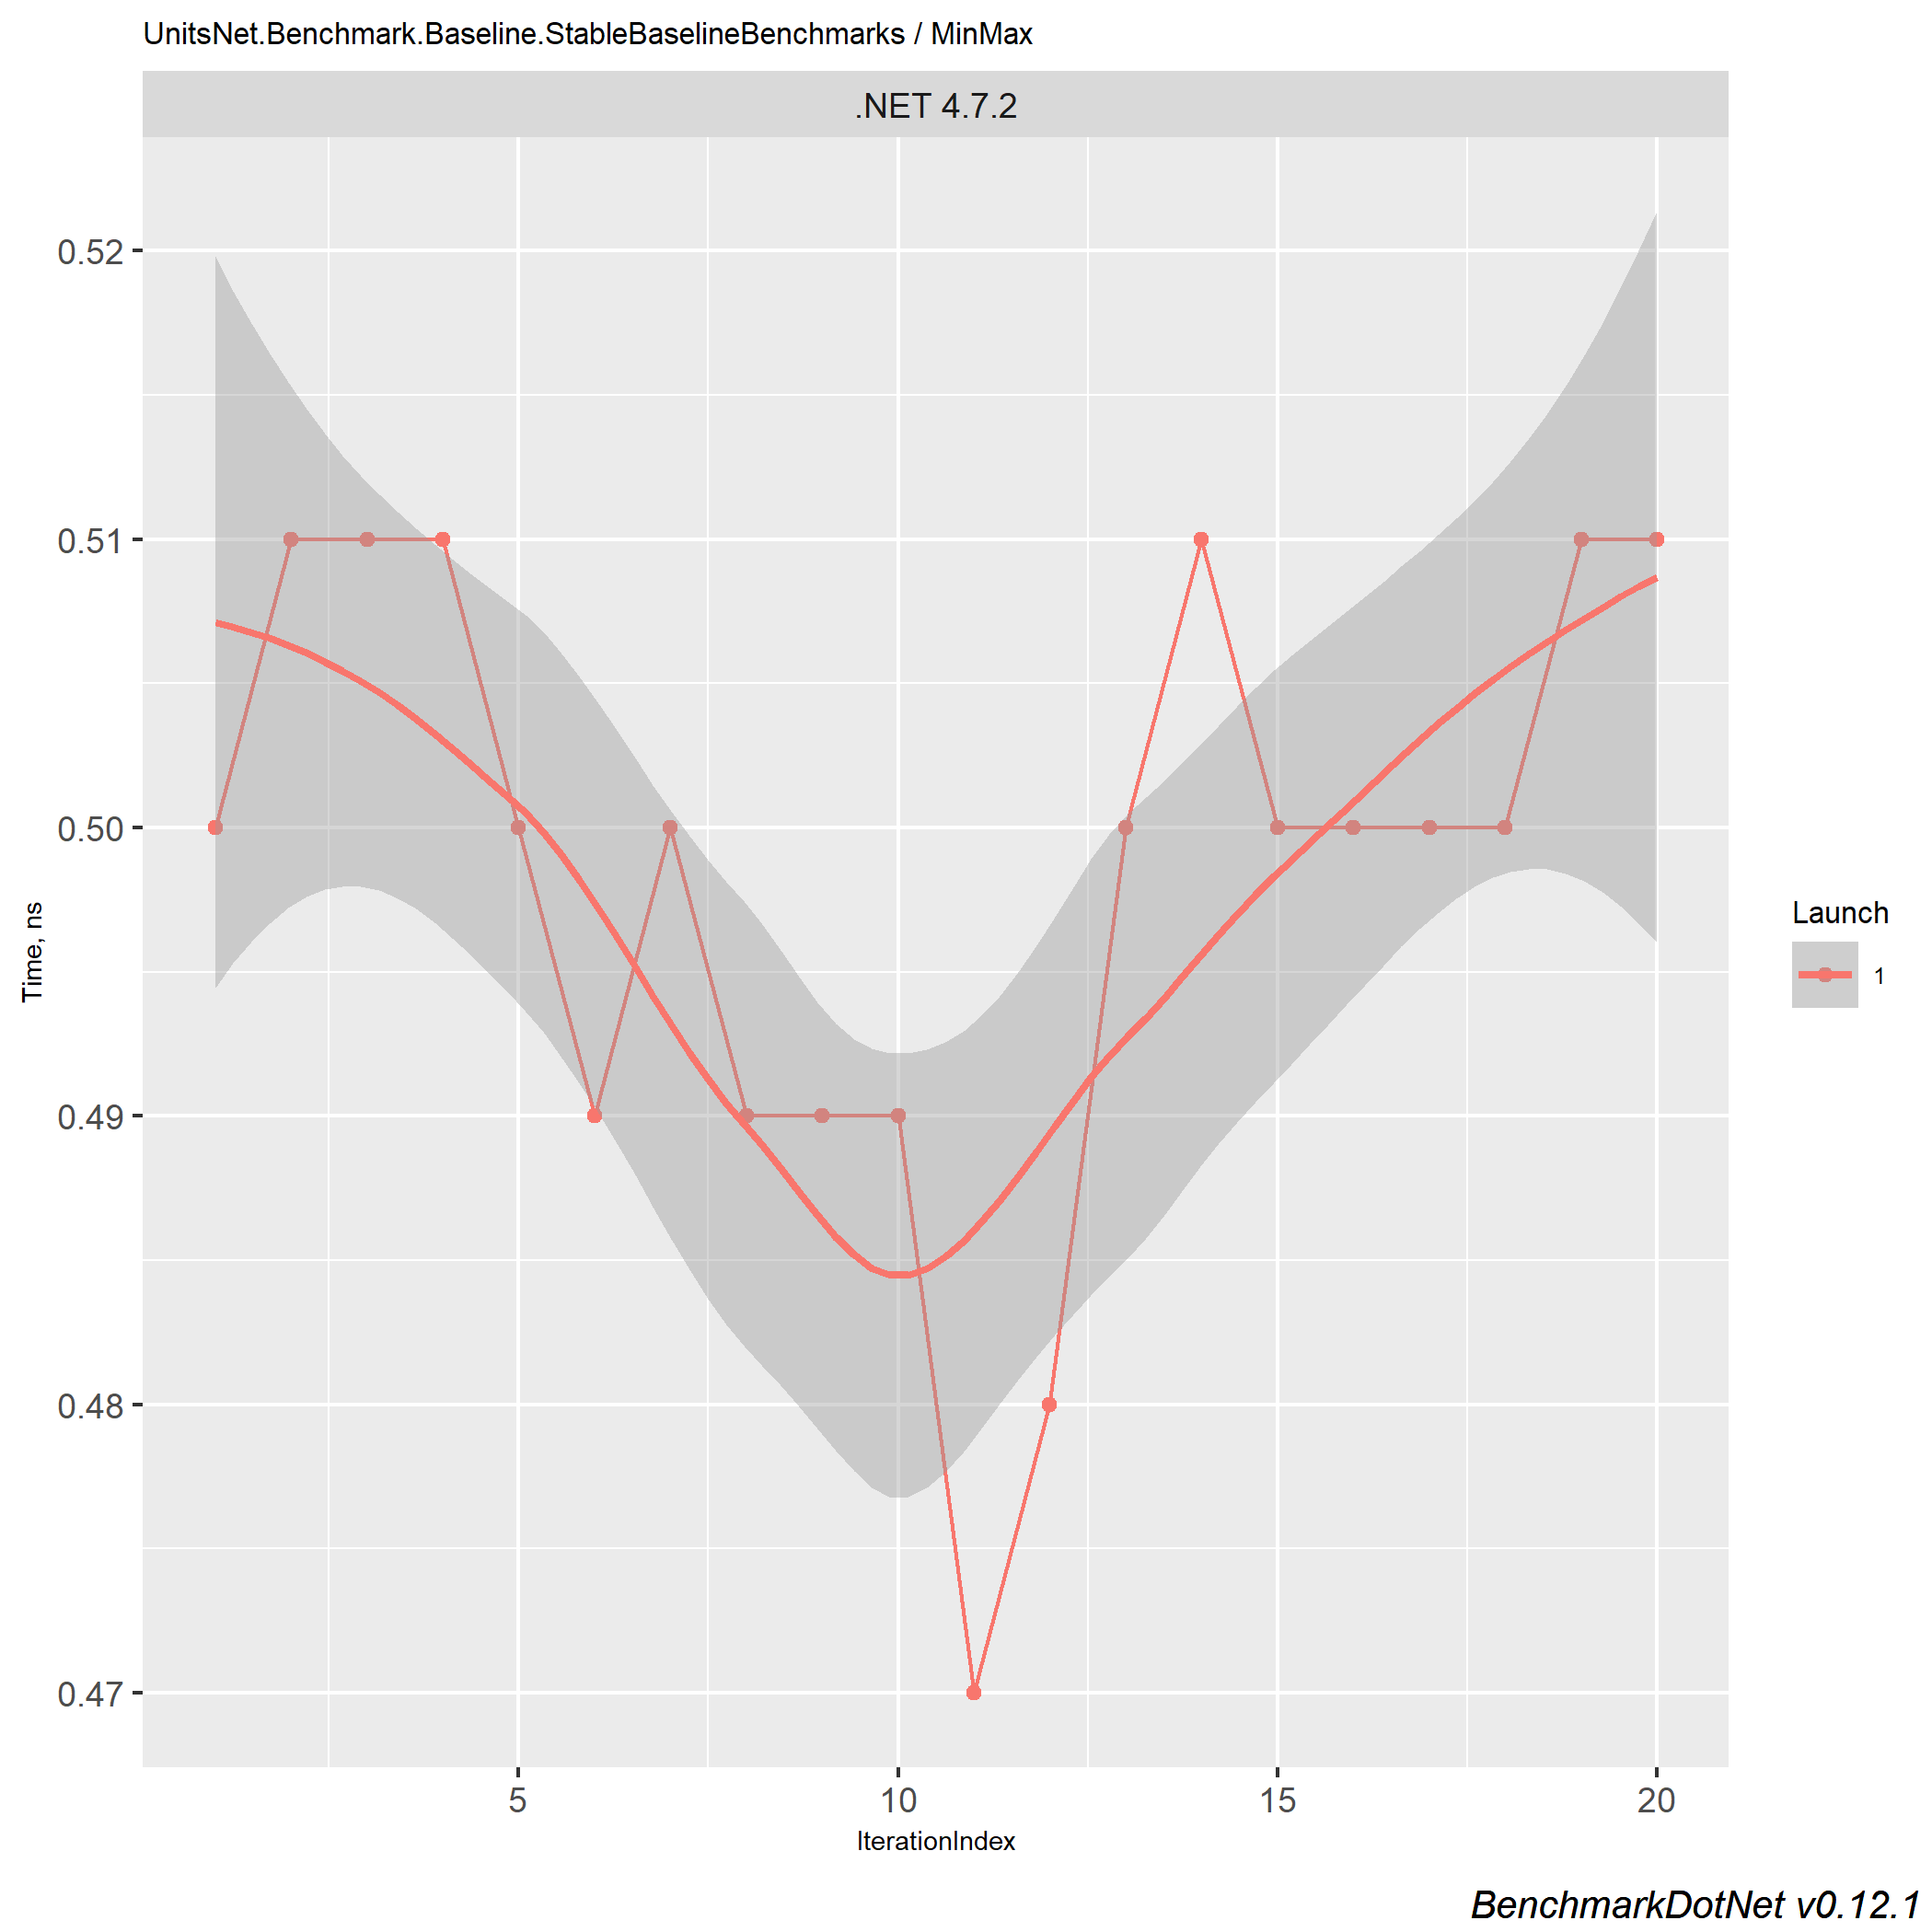 UnitsNet.Benchmark.Baseline.StableBaselineBenchmarks / MinMax
.NET 4.7.2
0.52
0.51
0.50
0.49
0.48
0.47
Time, ns
5 10 15 20
IterationIndex
Launch
1
BenchmarkDotNet v0.12.1